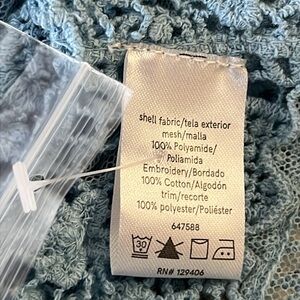 shell fabric/tela exterior
mesh/malla
100% Polyamide/
Poliamida
Embroidery/Bordado
100% Cotton/Algodón
trim/recorte
100% polyester/Poliéster
647588
30
RN# 129406